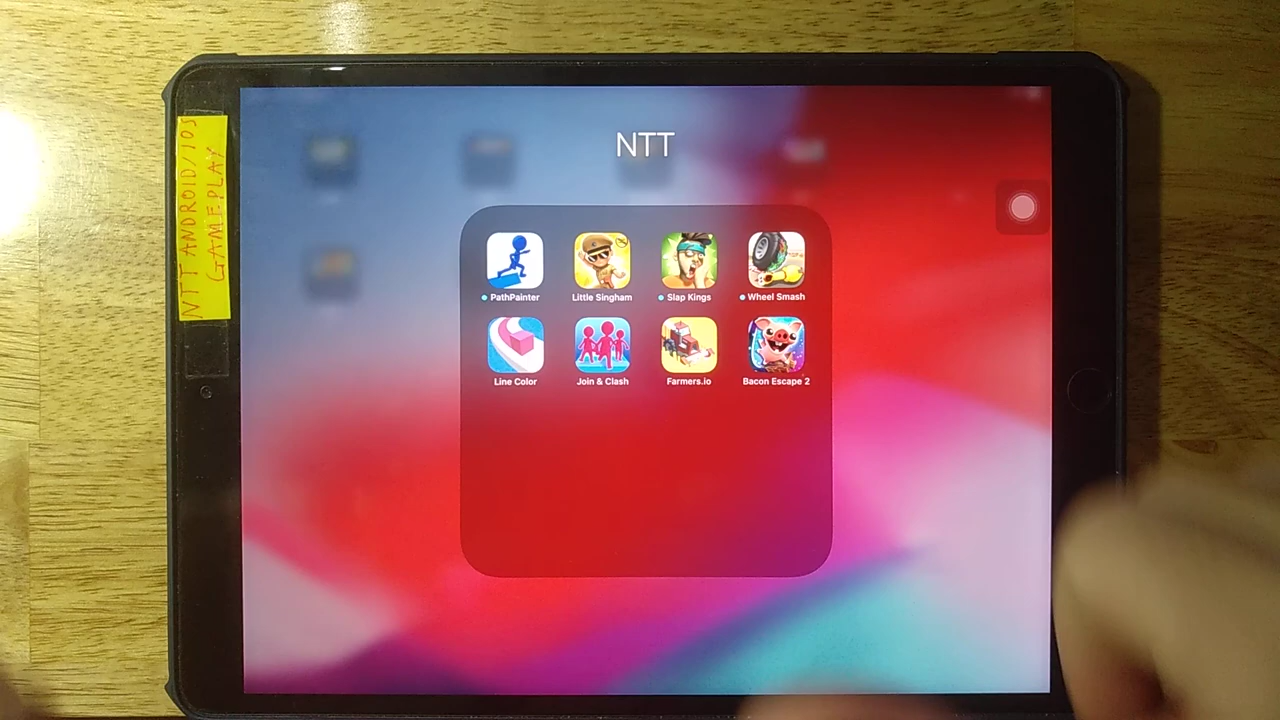 NTT ANDROID/IOS
GAMEPLAY
NTT
PathPainter
Little Singham
Slap Kings
Wheel Smash
Line Color
Join & Clash
Farmers.io
Bacon Escape 2